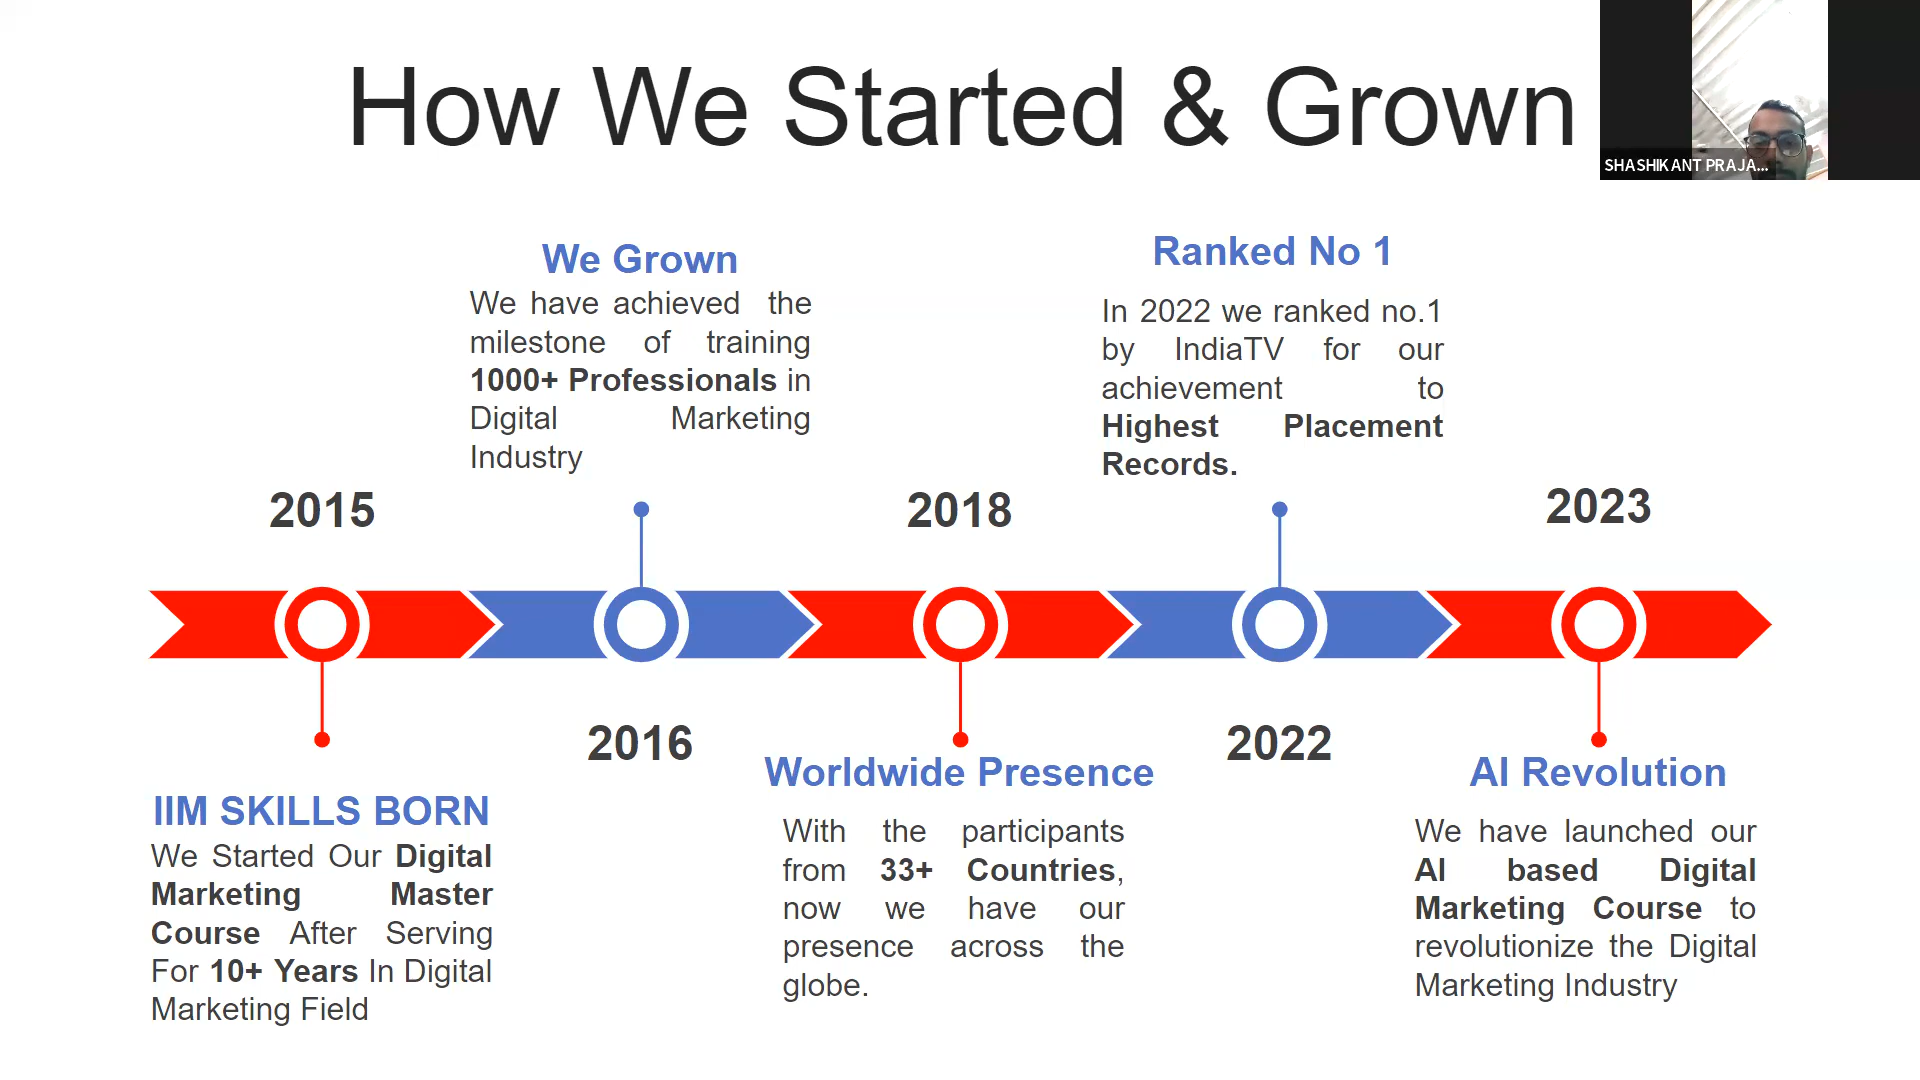 How We Started & Grown
SHASHIKANT PRAJA...
We Grown
We have achieved the
milestone of training
1000+ Professionals in
Digital Marketing
Industry
Ranked No 1
In 2022 we ranked no.1
by IndiaTV for our
achievement to
Highest Placement
Records.
2015
2018
2023
2016
2022
IIM SKILLS BORN
We Started Our Digital
Marketing Master
Course After Serving
For 10+ Years In Digital
Marketing Field
Worldwide Presence
With the participants
from 33+ Countries,
now we have our
presence across the
globe.
AI Revolution
We have launched our
AI based Digital
Marketing Course to
revolutionize the Digital
Marketing Industry